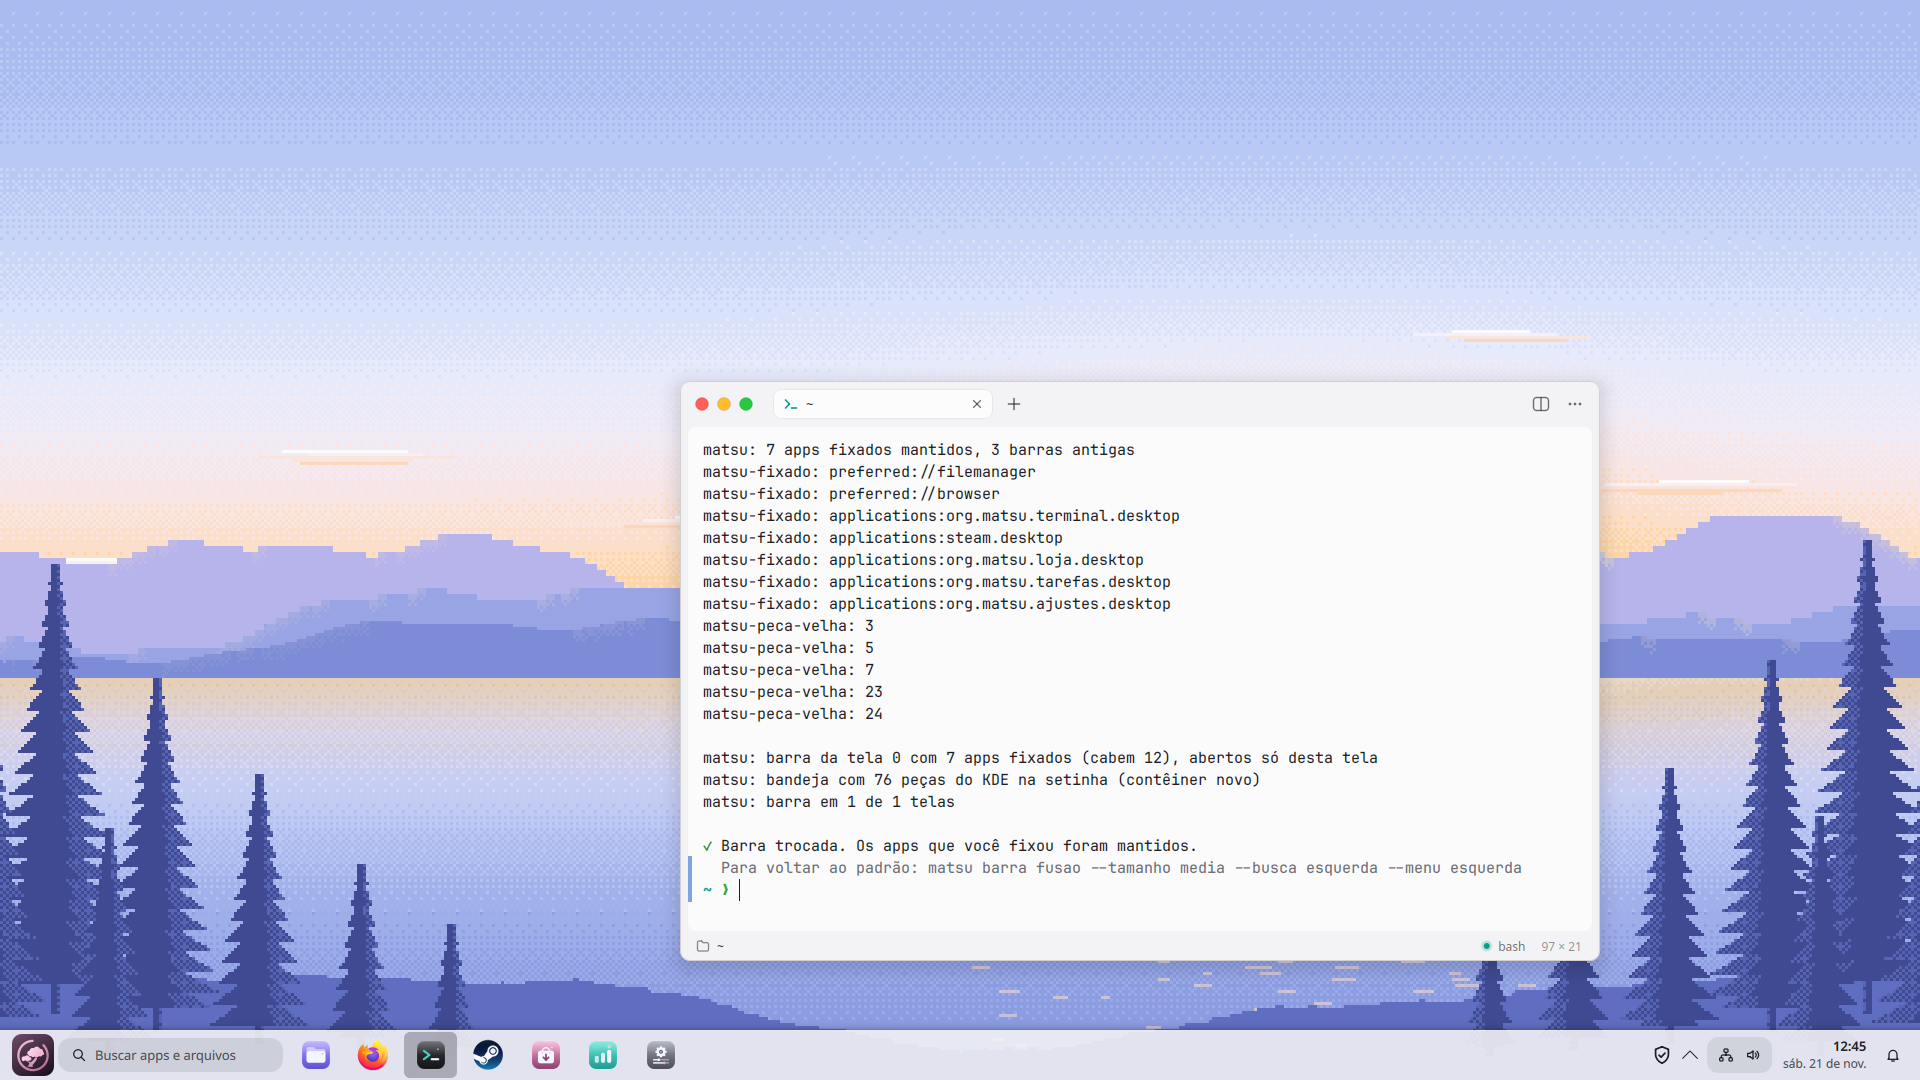 ~
matsu: 7 apps fixados mantidos, 3 barras antigas
matsu-fixado: preferred://filemanager
matsu-fixado: preferred://browser
matsu-fixado: applications:org.matsu.terminal.desktop
matsu-fixado: applications:steam.desktop
matsu-fixado: applications:org.matsu.loja.desktop
matsu-fixado: applications:org.matsu.tarefas.desktop
matsu-fixado: applications:org.matsu.ajustes.desktop
matsu-peca-velha: 3
matsu-peca-velha: 5
matsu-peca-velha: 7
matsu-peca-velha: 23
matsu-peca-velha: 24
matsu: barra da tela 0 com 7 apps fixados (cabem 12), abertos só desta tela
matsu: bandeja com 76 peças do KDE na setinha (contêiner novo)
matsu: barra em 1 de 1 telas
✓ Barra trocada. Os apps que você fixou foram mantidos.
Para voltar ao padrão: matsu barra fusao --tamanho media --busca esquerda --menu esquerda
~ ❯
~ bash 97 × 21
Buscar apps e arquivos
12:45
sáb. 21 de nov.